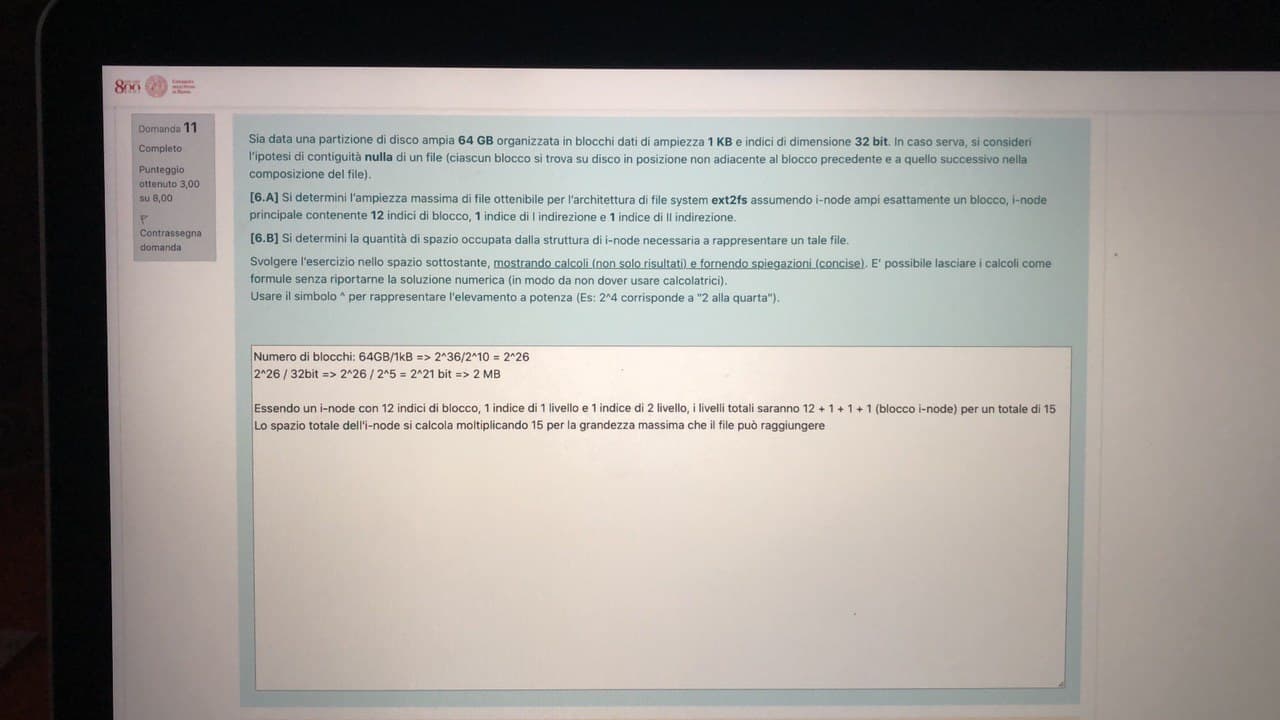 800
Domanda 11
Completo
Punteggio
ottenuto 3,00
su 8,00
Contrassegna
domanda
Sia data una partizione di disco ampia 64 GB organizzata in blocchi dati di ampiezza 1 KB e indici di dimensione 32 bit. In caso serva, si consideri
l'ipotesi di contiguità nulla di un file (ciascun blocco si trova su disco in posizione non adiacente al blocco precedente e a quello successivo nella
composizione del file).
[6.A] Si determini l'ampiezza massima di file ottenibile per l'architettura di file system ext2fs assumendo i-node ampi esattamente un blocco, i-node
principale contenente 12 indici di blocco, 1 indice di I indirezione e 1 indice di II indirezione.
[6.B] Si determini la quantità di spazio occupata dalla struttura di i-node necessaria a rappresentare un tale file.
Svolgere l'esercizio nello spazio sottostante, mostrando calcoli (non solo risultati) e fornendo spiegazioni (concise). E' possibile lasciare i calcoli come
formule senza riportarne la soluzione numerica (in modo da non dover usare calcolatrici).
Usare il simbolo ^ per rappresentare l'elevamento a potenza (Es: 2^4 corrisponde a "2 alla quarta").
Numero di blocchi: 64GB/1kB => 2^36/2^10 = 2^26
2^26 / 32bit => 2^26 / 2^5 = 2^21 bit => 2 MB
Essendo un i-node con 12 indici di blocco, 1 indice di 1 livello e 1 indice di 2 livello, i livelli totali saranno 12 + 1 + 1 + 1 (blocco i-node) per un totale di 15
Lo spazio totale dell'i-node si calcola moltiplicando 15 per la grandezza massima che il file può raggiungere